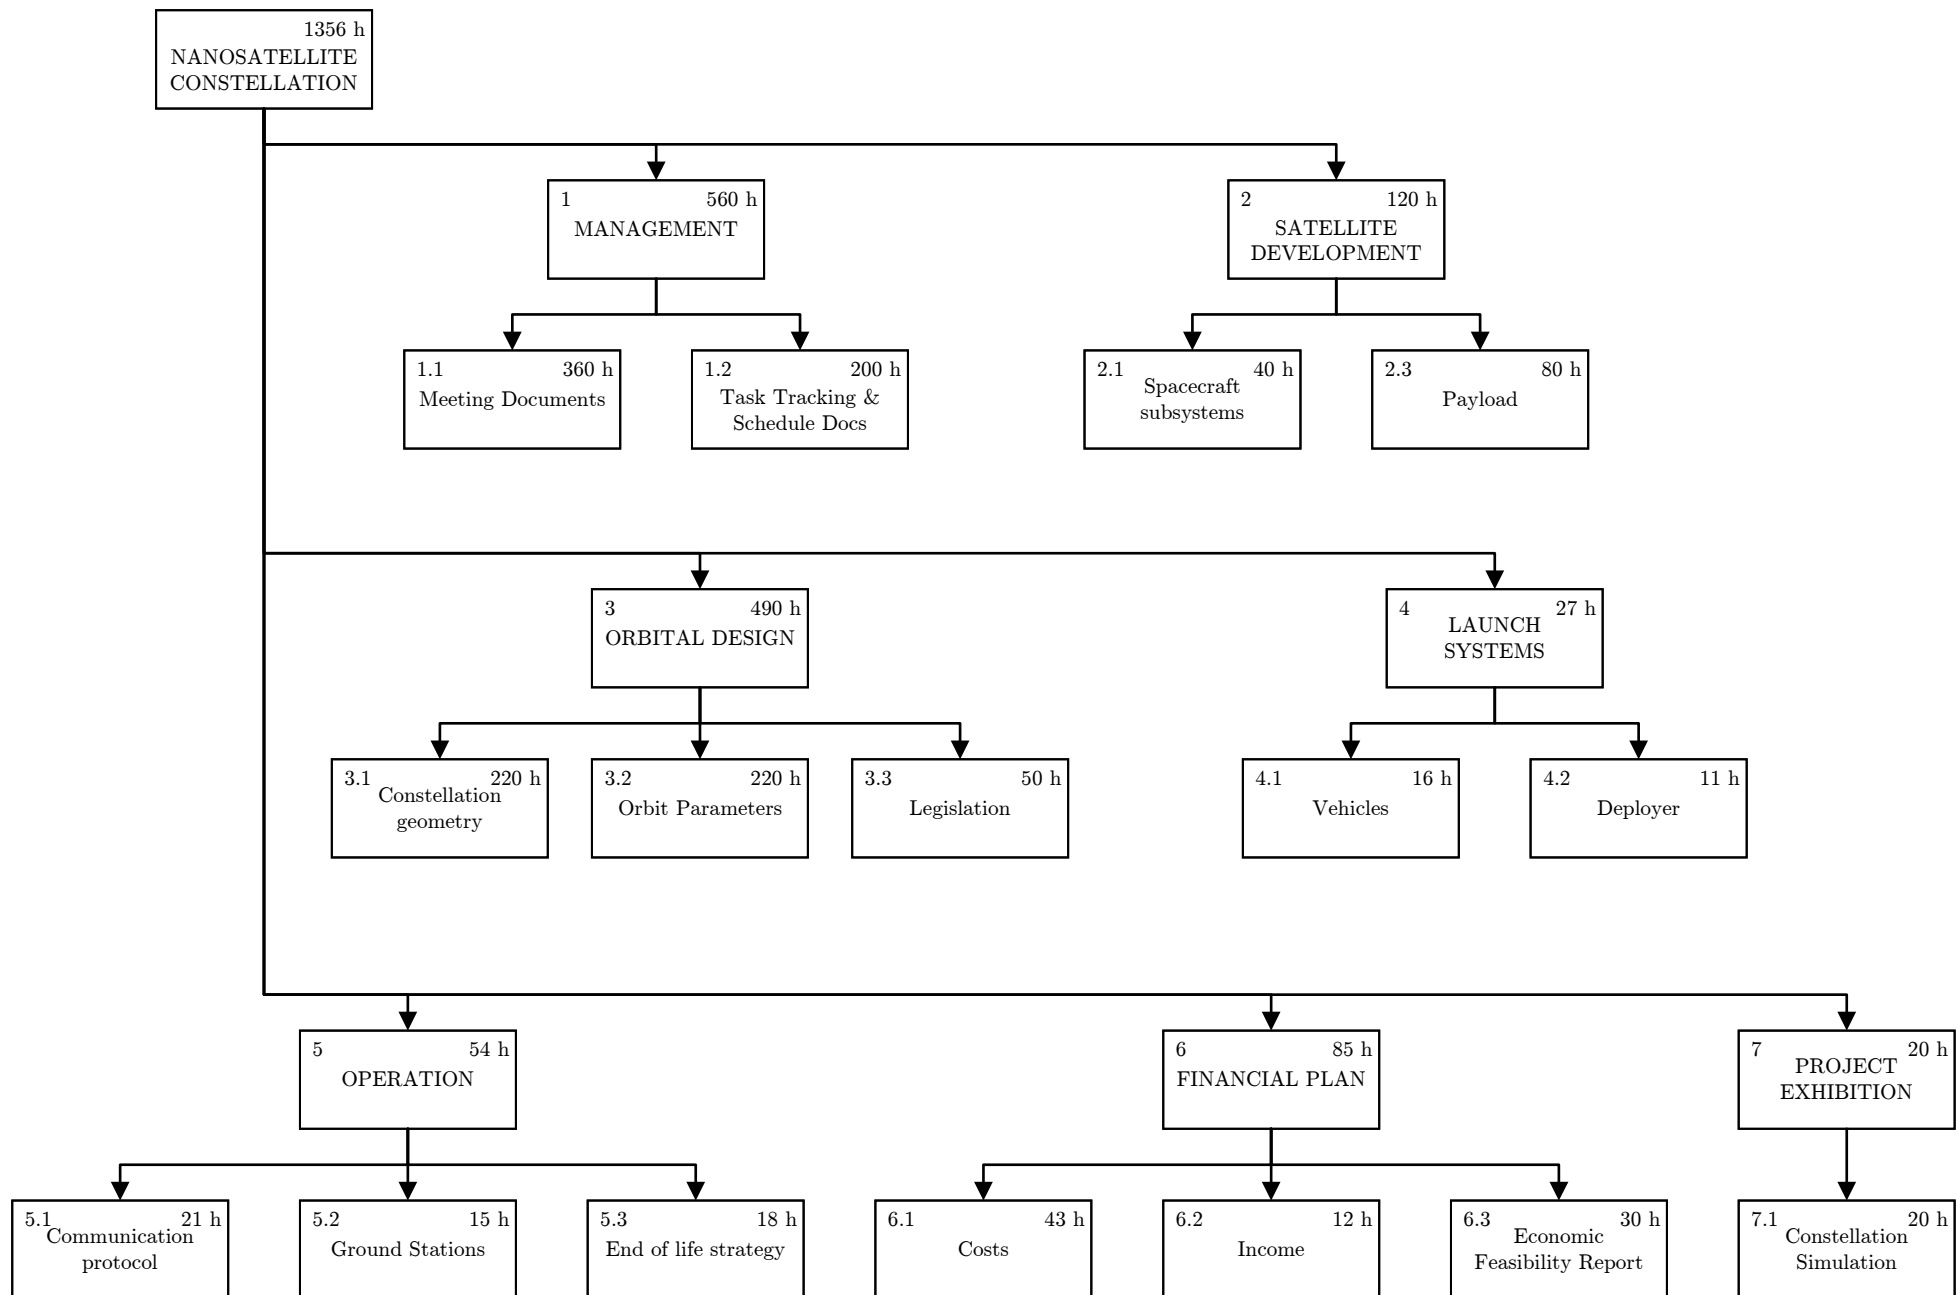 1356 h
NANOSATELLITE
CONSTELLATION
1 560 h
MANAGEMENT
2 120 h
SATELLITE
DEVELOPMENT
1.1 360 h
Meeting Documents
1.2 200 h
Task Tracking &
Schedule Docs
2.1 40 h
Spacecraft
subsystems
2.3 80 h
Payload
3 490 h
ORBITAL DESIGN
4 27 h
LAUNCH
SYSTEMS
3.1 220 h
Constellation
geometry
3.2 220 h
Orbit Parameters
3.3 50 h
Legislation
4.1 16 h
Vehicles
4.2 11 h
Deployer
5 54 h
OPERATION
6 85 h
FINANCIAL PLAN
7 20 h
PROJECT
EXHIBITION
5.1 21 h
Communication
protocol
5.2 15 h
Ground Stations
5.3 18 h
End of life strategy
6.1 43 h
Costs
6.2 12 h
Income
6.3 30 h
Economic
Feasibility Report
7.1 20 h
Constellation
Simulation